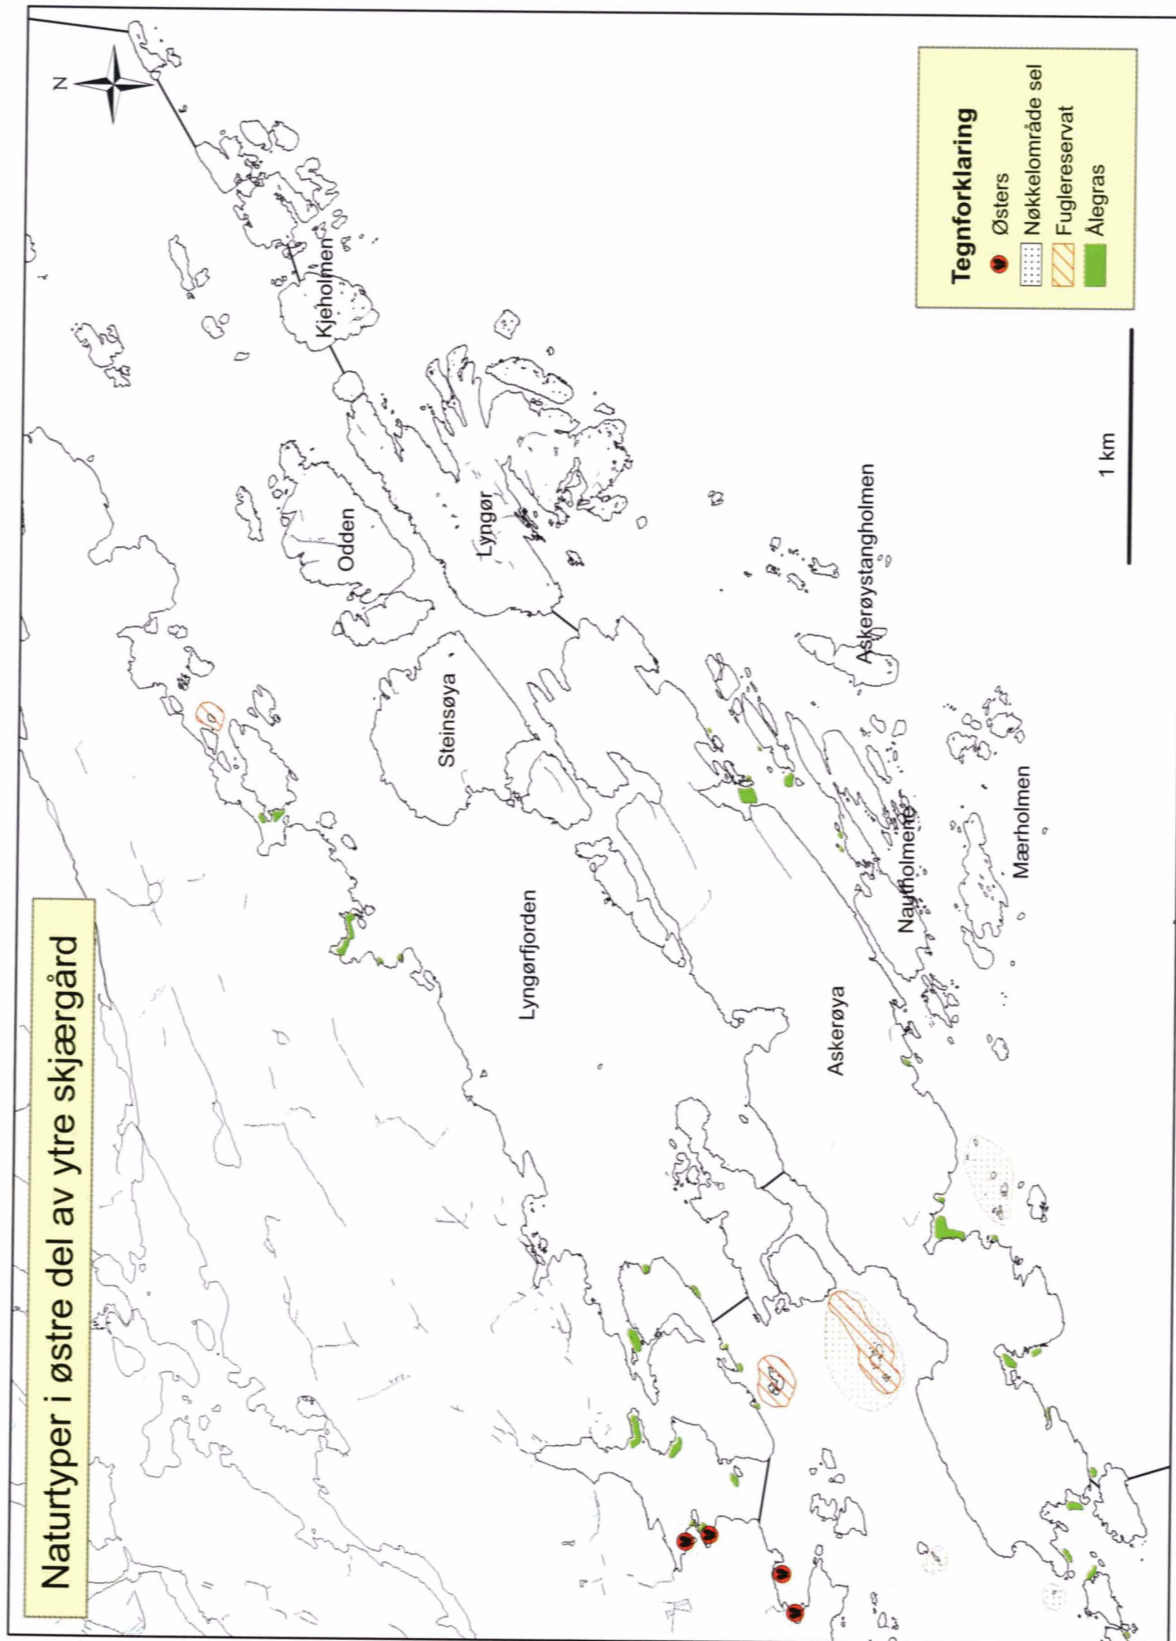 Naturtyper i østre del av ytre skjærgård
N
Kjeholmen
Odden
Lyngør
Steinsøya
Askerøystangholmen
Lyngørfjorden
Nautholmene
Mærholmen
Askerøya
1 km
Tegnforklaring
Østers
Nøkkelområde sel
Fuglereservat
Ålegras